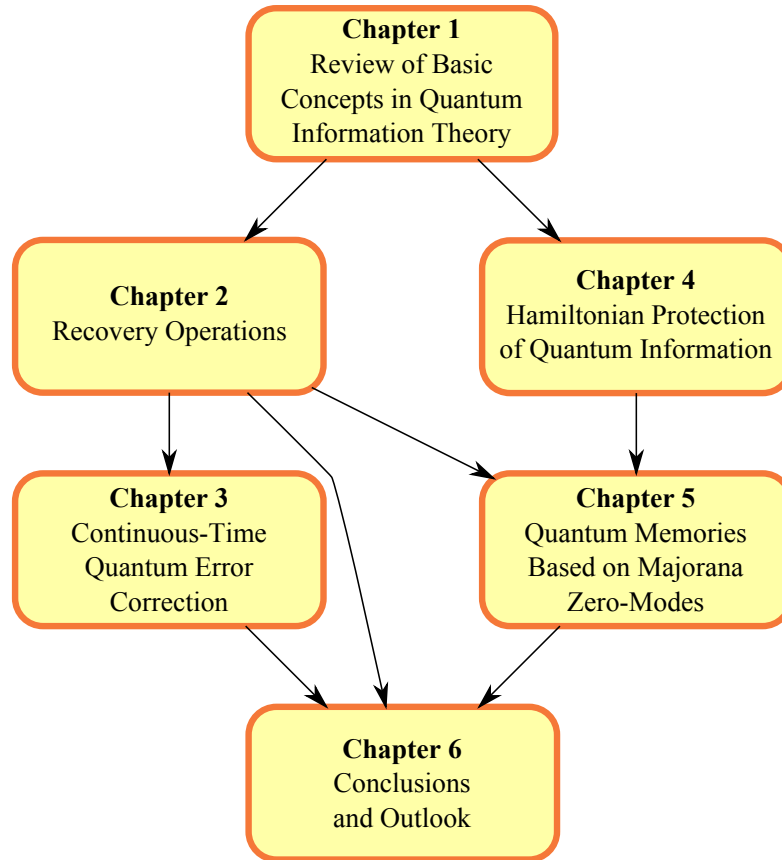 Chapter 1
Review of Basic
Concepts in Quantum
Information Theory
Chapter 2
Recovery Operations
Chapter 4
Hamiltonian Protection
of Quantum Information
Chapter 3
Continuous-Time
Quantum Error
Correction
Chapter 5
Quantum Memories
Based on Majorana
Zero-Modes
Chapter 6
Conclusions
and Outlook